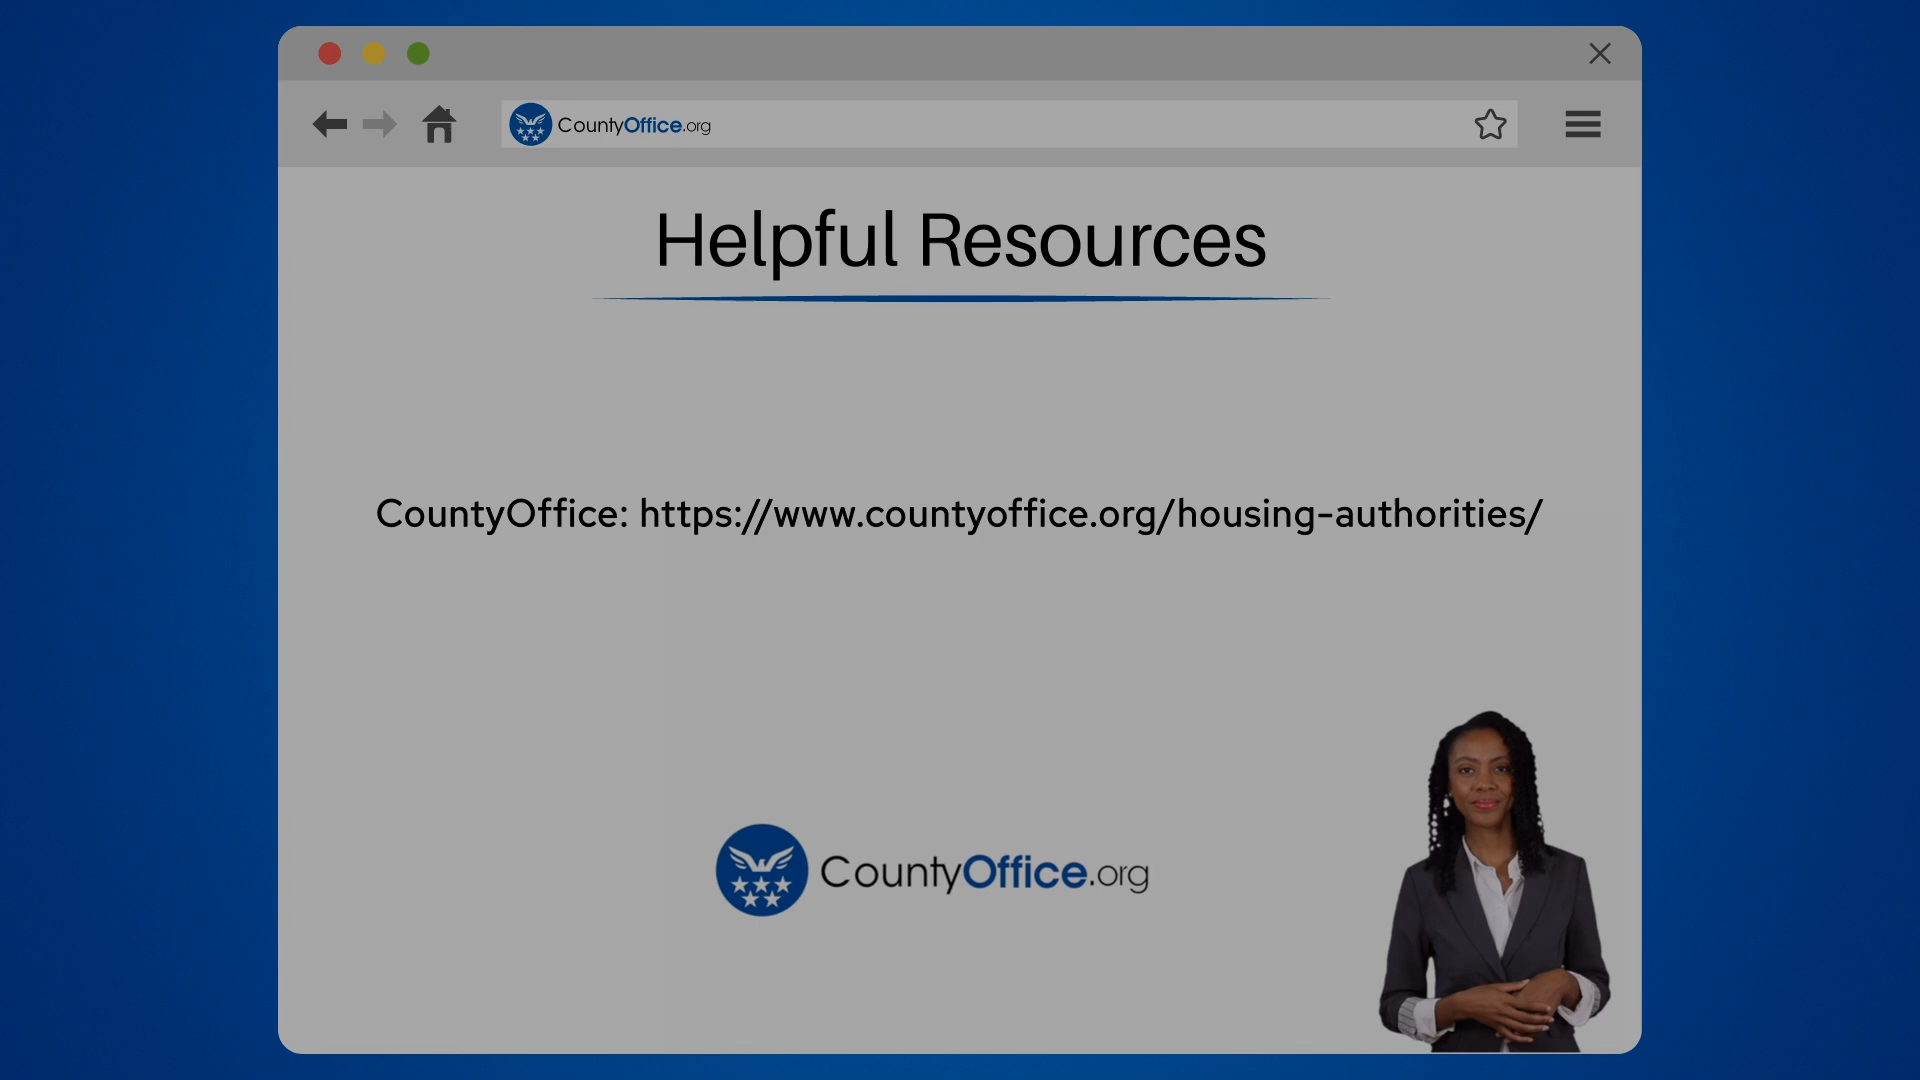 CountyOffice.org
Helpful Resources
CountyOffice: https://www.countyoffice.org/housing-authorities/
CountyOffice.org